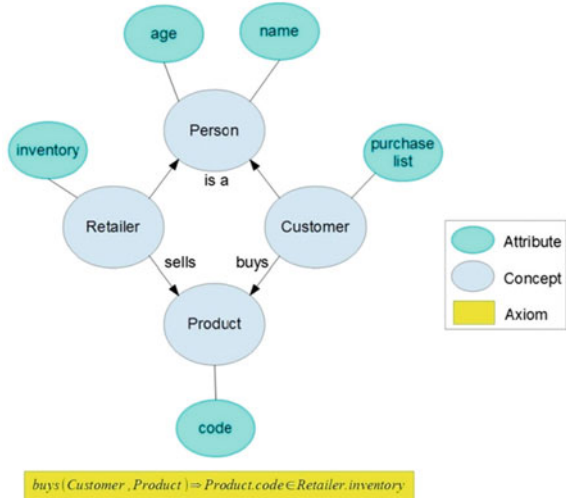 age
name
Person
inventory
purchase
list
is a
Retailer
Customer
sells
buys
Product
code
Attribute
Concept
Axiom
buys(Customer, Product)⇒Product.code∈Retailer.inventory